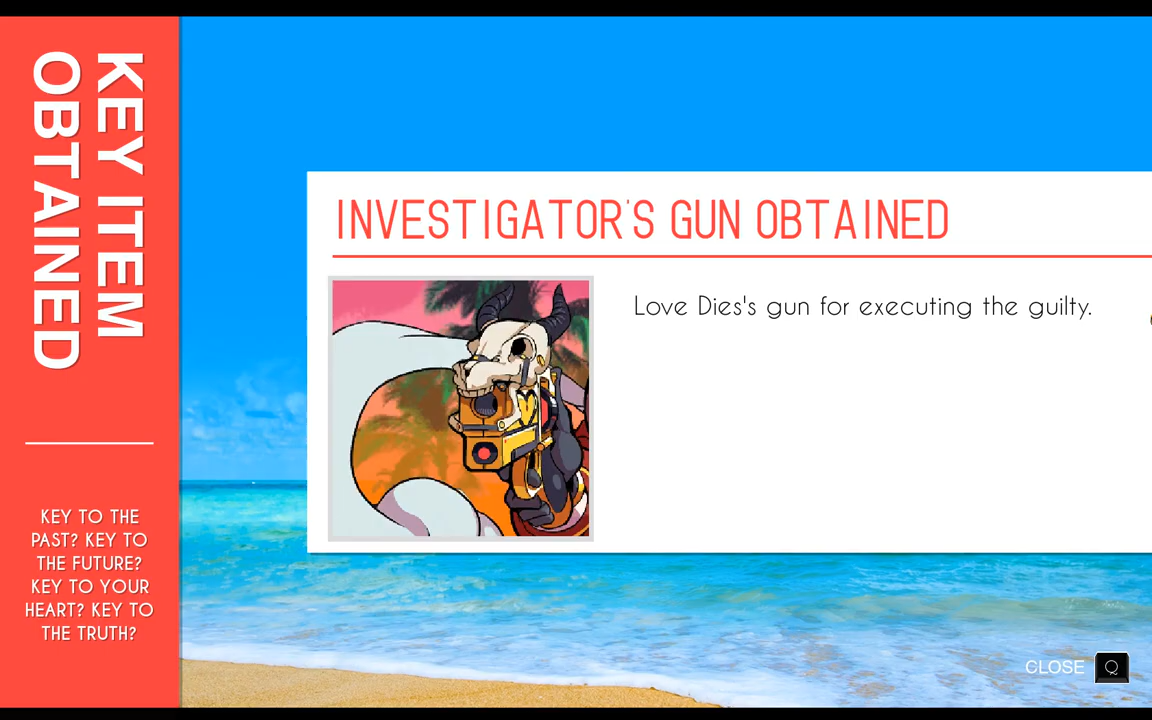 KEY ITEM
OBTAINED
KEY TO THE
PAST? KEY TO
THE FUTURE?
KEY TO YOUR
HEART? KEY TO
THE TRUTH?
INVESTIGATOR'S GUN OBTAINED
Love Dies's gun for executing the guilty.
CLOSE Q